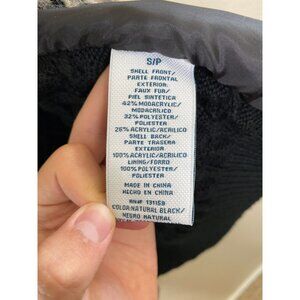 S/P
SHELL FRONT/
PARTE FRONTAL
EXTERIOR:
FAUX FUR/
PIEL SINTETICA
42% MODACRYLIC/
MODACRILICO
32% POLYESTER/
POLIESTER
26% ACRYLIC/ACRILICO
SHELL BACK/
PARTE TRASERA
EXTERIOR
100% ACRYLIC/ACRILICO
LINING/FORRO
100% POLYESTER/
POLIESTER
MADE IN CHINA
HECHO EN CHINA
RN# 131159
COLOR:NATURAL BLACK/
NEGRO NATURAL